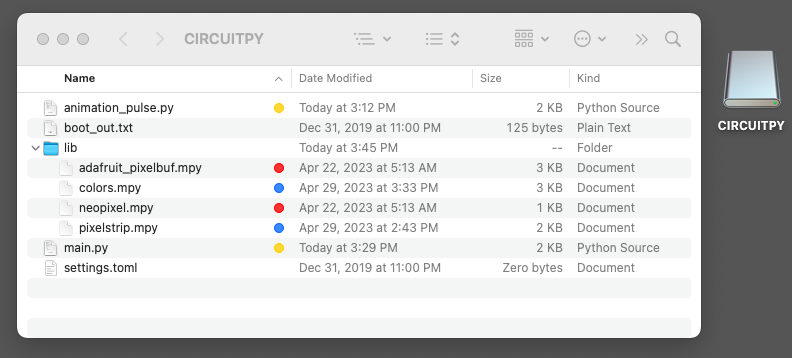 CIRCUITPY
Name Date Modified Size Kind
animation_pulse.py Today at 3:12 PM 2 KB Python Source
boot_out.txt Dec 31, 2019 at 11:00 PM 125 bytes Plain Text
lib Today at 3:45 PM -- Folder
adafruit_pixelbuf.mpy Apr 22, 2023 at 5:13 AM 3 KB Document
colors.mpy Apr 29, 2023 at 3:33 PM 3 KB Document
neopixel.mpy Apr 22, 2023 at 5:13 AM 1 KB Document
pixelstrip.mpy Apr 29, 2023 at 2:43 PM 2 KB Document
main.py Today at 3:29 PM 2 KB Python Source
settings.toml Dec 31, 2019 at 11:00 PM Zero bytes Document
CIRCUITPY